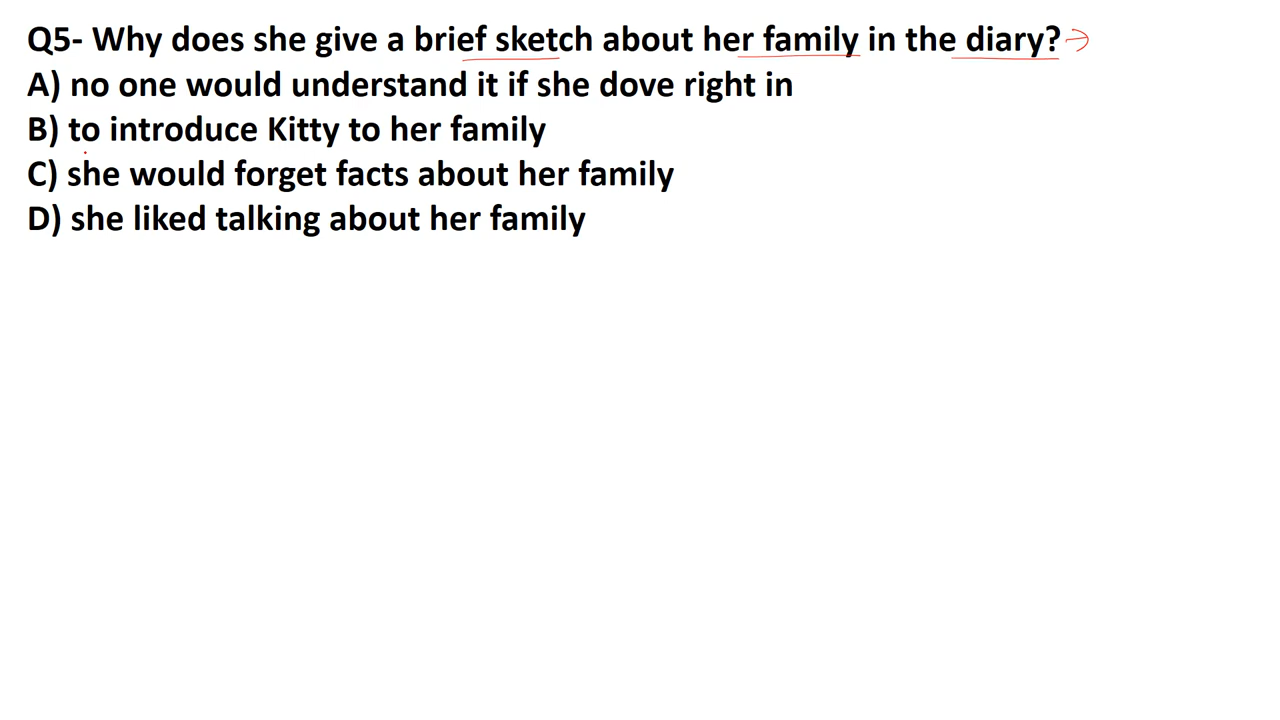 Q5- Why does she give a brief sketch about her family in the diary?
A) no one would understand it if she dove right in
B) to introduce Kitty to her family
C) she would forget facts about her family
D) she liked talking about her family